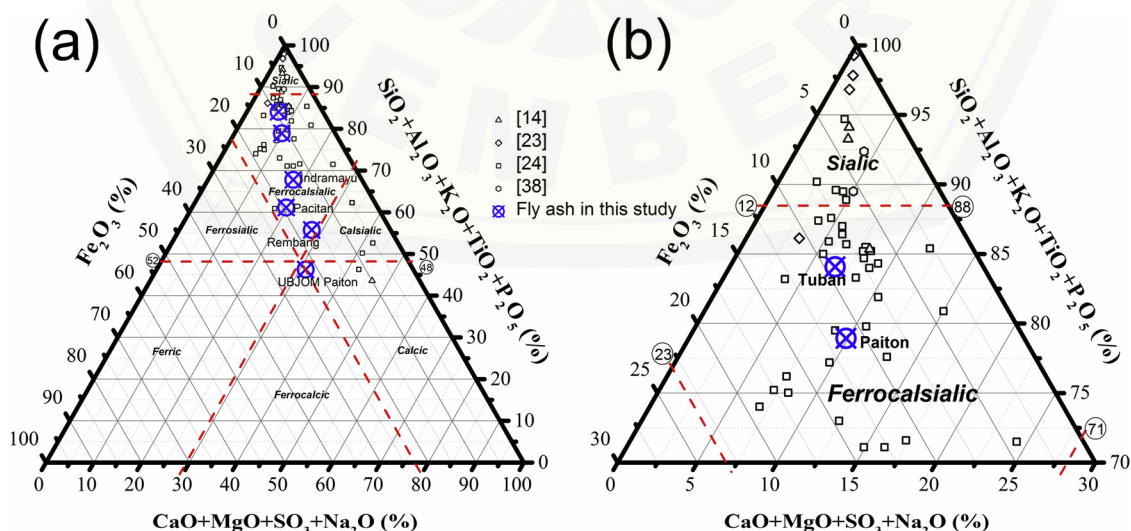 (a)
(b)
0
100
10
90
20
80
30
70
40
60
50
50
60
40
70
30
80
20
90
10
100
0
0 10 20 30 40 50 60 70 80 90 100
Fe₂O₃ (%)
SiO₂+Al₂O₃+K₂O+TiO₂+P₂O₅ (%)
CaO+MgO+SO₃+Na₂O (%)
Sialic
Indramayu
Ferrocalsialic
Pacitan
Ferrosialic
Calsialic
Rembang
52
48
UBJOM Paiton
Ferric
Calcic
Ferrocalcic
[14]
[23]
[24]
[38]
Fly ash in this study
0
100
5
95
10
90
12
88
15
85
20
80
23
25
75
71
30
70
0 5 10 15 20 25 30
Fe₂O₃ (%)
SiO₂+Al₂O₃+K₂O+TiO₂+P₂O₅ (%)
CaO+MgO+SO₃+Na₂O (%)
Sialic
Tuban
Paiton
Ferrocalsialic
EMBER